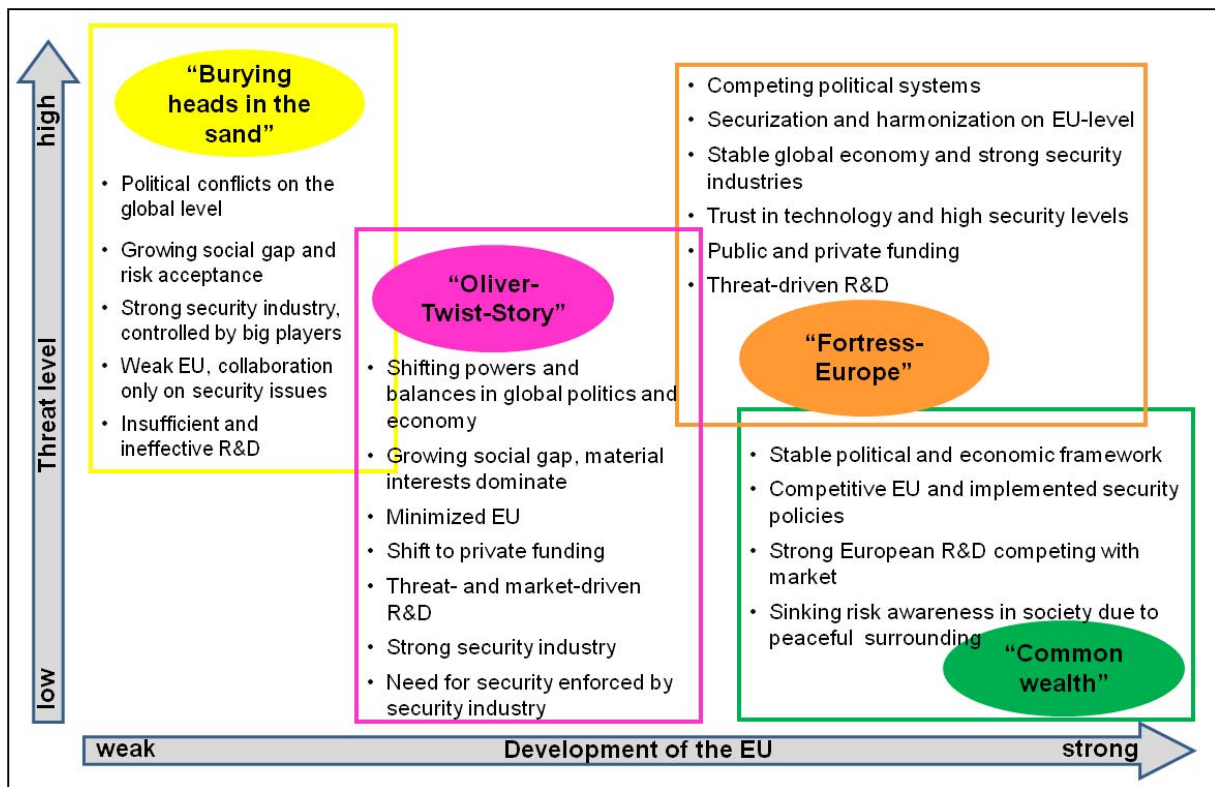 high
Threat level
low
“Burying
heads in the
sand”
• Political conflicts on the
global level
• Growing social gap and
risk acceptance
• Strong security industry,
controlled by big players
• Weak EU, collaboration
only on security issues
• Insufficient and
ineffective R&D
“Oliver-
Twist-Story”
• Shifting powers and
balances in global politics and
economy
• Growing social gap, material
interests dominate
• Minimized EU
• Shift to private funding
• Threat- and market-driven
R&D
• Strong security industry
• Need for security enforced by
security industry
• Competing political systems
• Securization and harmonization on EU-level
• Stable global economy and strong security
industries
• Trust in technology and high security levels
• Public and private funding
• Threat-driven R&D
“Fortress-
Europe”
• Stable political and economic framework
• Competitive EU and implemented security
policies
• Strong European R&D competing with
market
• Sinking risk awareness in society due to
peaceful surrounding
“Common
wealth”
weak
Development of the EU
strong